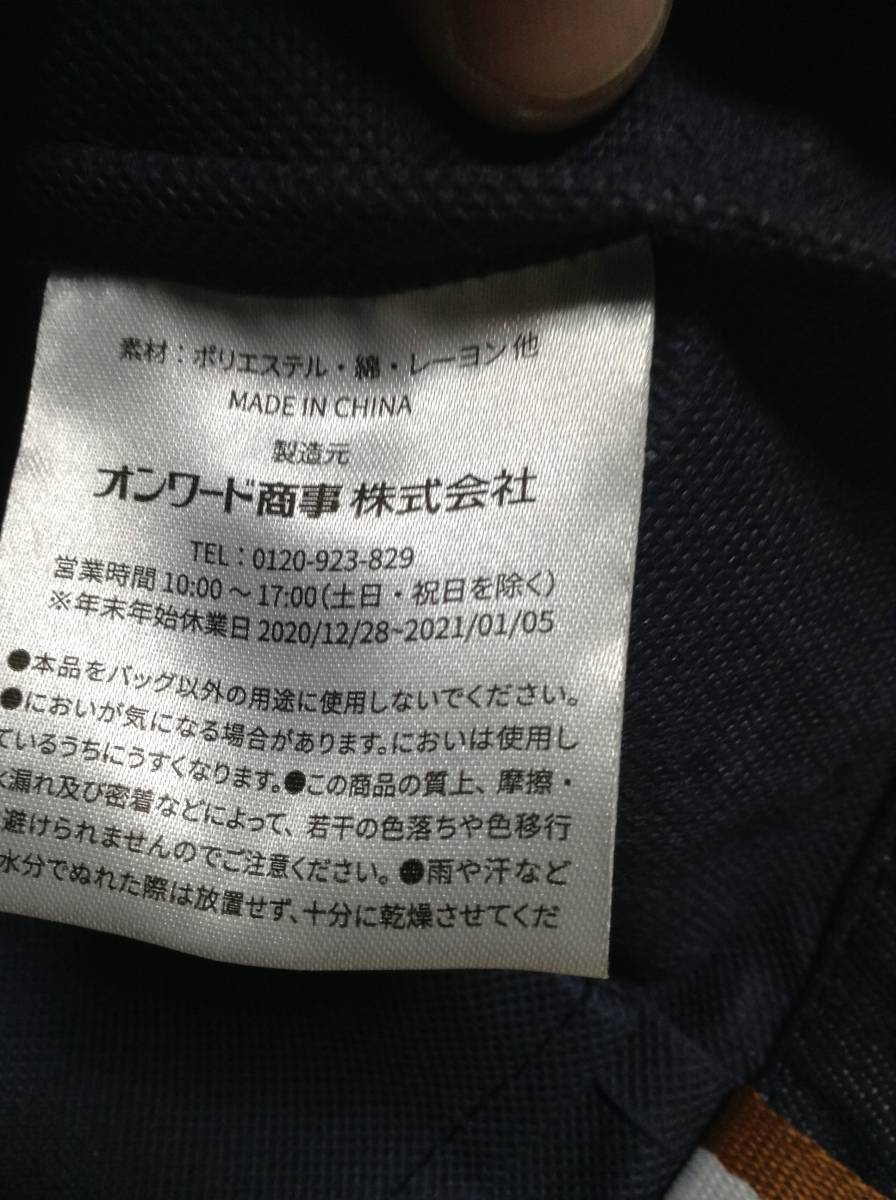 素材：ポリエステル・綿・レーヨン他
MADE IN CHINA
製造元
オンワード商事株式会社
TEL：0120-923-829
営業時間 10:00～17:00（土日・祝日を除く）
※年末年始休業日 2020/12/28~2021/01/05
●本品をバッグ以外の用途に使用しないでください。
●においが気になる場合があります。においは使用し
ているうちにうすくなります。●この商品の質上、摩擦・
水漏れ及び密着などによって、若干の色落ちや色移行
避けられませんのでご注意ください。●雨や汗など
水分でぬれた際は放置せず、十分に乾燥させてくだ